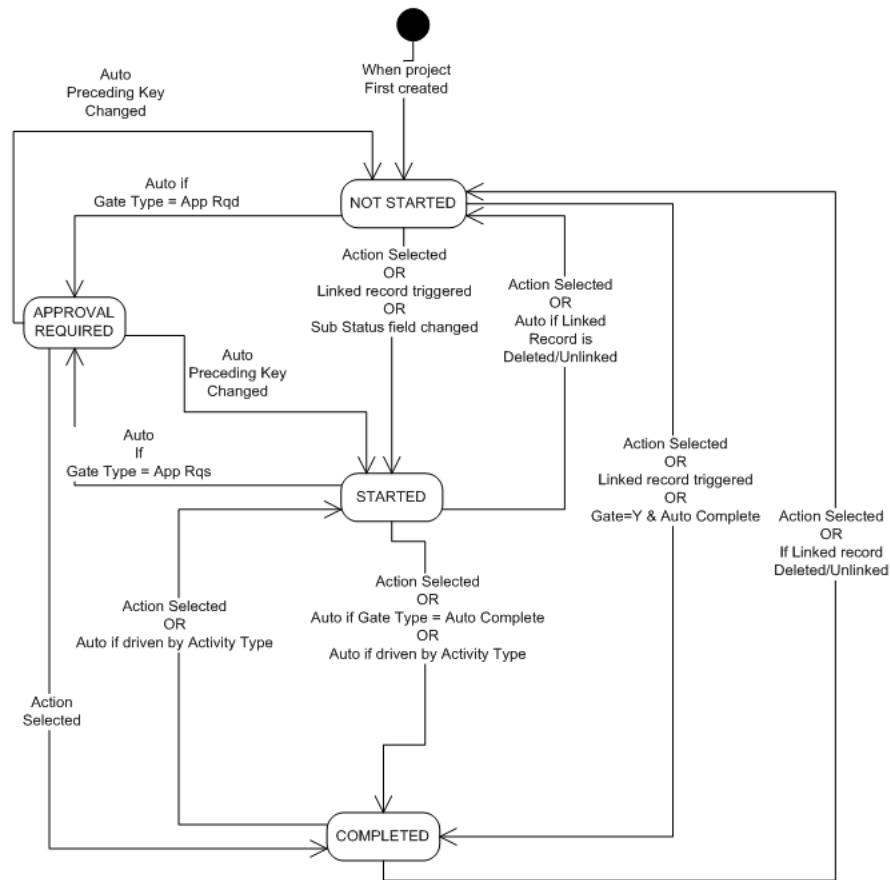 When project
First created
Auto
Preceding Key
Changed
NOT STARTED
Auto if
Gate Type = App Rqd
Action Selected
OR
Linked record triggered
OR
Sub Status field changed
Action Selected
OR
Auto if Linked
Record is
Deleted/Unlinked
APPROVAL
REQUIRED
Auto
Preceding Key
Changed
Auto
If
Gate Type = App Rqs
Action Selected
OR
Linked record triggered
OR
Gate=Y & Auto Complete
STARTED
Action Selected
OR
If Linked record
Deleted/Unlinked
Action Selected
OR
Auto if driven by Activity Type
Action Selected
OR
Auto if Gate Type = Auto Complete
OR
Auto if driven by Activity Type
Action
Selected
COMPLETED